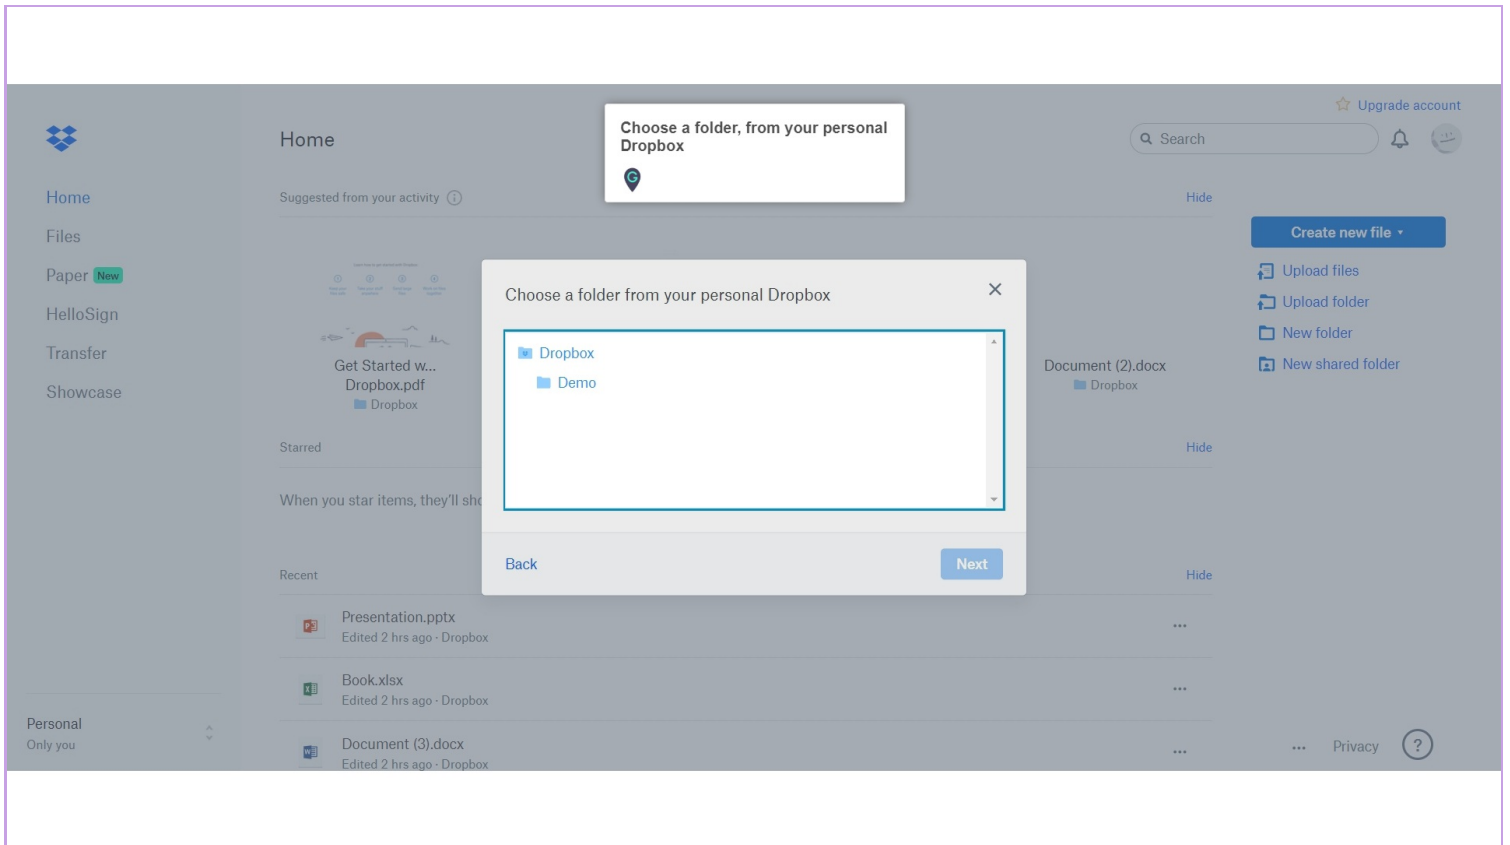 Upgrade account
Choose a folder, from your personal
Dropbox
Home
Search
Home
Suggested from your activity
Hide
Files
Create new file
Paper New
Upload files
Choose a folder from your personal Dropbox
Upload folder
HelloSign
New folder
Transfer
Dropbox
Get Started w...
Dropbox.pdf
Dropbox
Document (2).docx
Dropbox
New shared folder
Demo
Showcase
Starred
Hide
When you star items, they'll sho
Back
Next
Recent
Hide
Presentation.pptx
Edited 2 hrs ago · Dropbox
Book.xlsx
Edited 2 hrs ago · Dropbox
Personal
Only you
Document (3).docx
Edited 2 hrs ago · Dropbox
Privacy